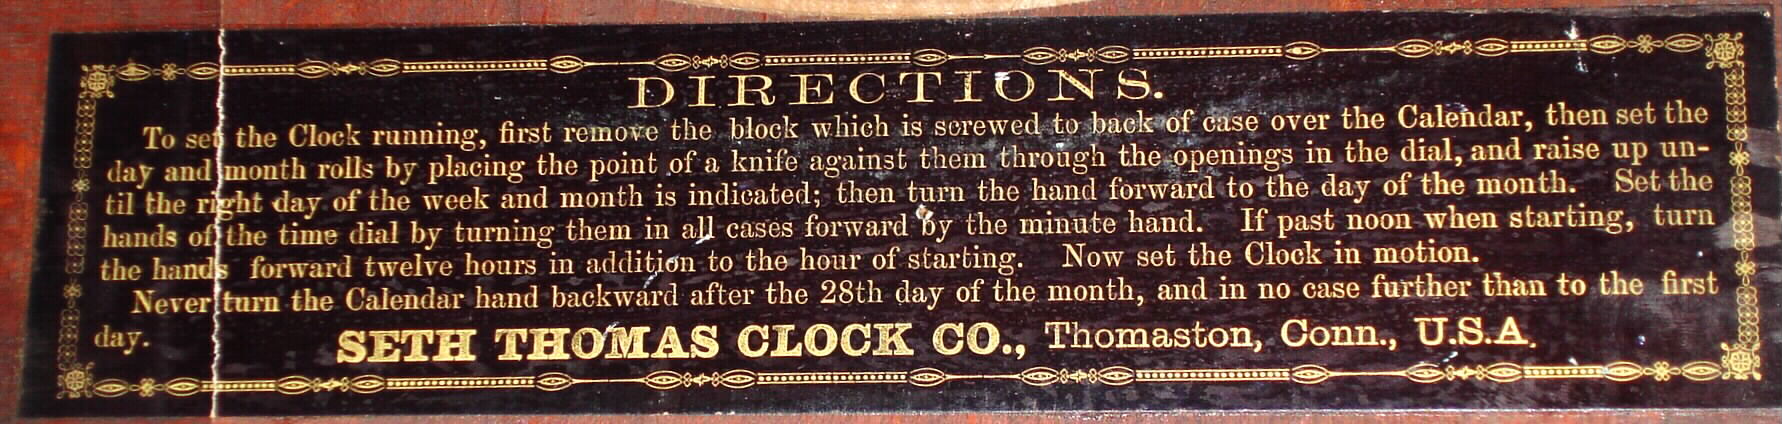 DIRECTIONS.
To set the Clock running, first remove the block which is screwed to back of case over the Calendar, then set the
day and month rolls by placing the point of a knife against them through the openings in the dial, and raise up un-
til the right day of the week and month is indicated; then turn the hand forward to the day of the month. Set the
hands of the time dial by turning them in all cases forward by the minute hand. If past noon when starting, turn
the hands forward twelve hours in addition to the hour of starting. Now set the Clock in motion.
Never turn the Calendar hand backward after the 28th day of the month, and in no case further than to the first
day.
SETH THOMAS CLOCK CO., Thomaston, Conn., U.S.A.